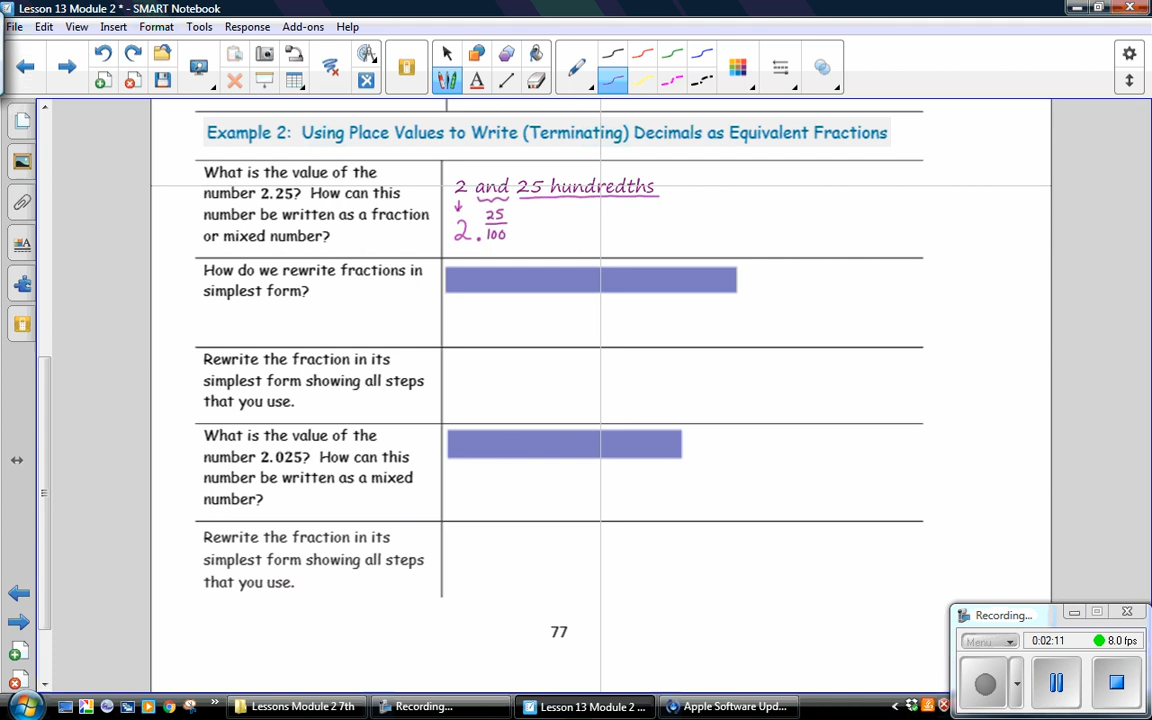 Lesson 13 Module 2 * - SMART Notebook
File Edit View Insert Format Tools Response Add-ons Help
Example 2: Using Place Values to Write (Terminating) Decimals as Equivalent Fractions
What is the value of the
number 2.25? How can this
number be written as a fraction
or mixed number?
2 and 25 hundredths
2 . 25
100
How do we rewrite fractions in
simplest form?
Rewrite the fraction in its
simplest form showing all steps
that you use.
What is the value of the
number 2.025? How can this
number be written as a mixed
number?
Rewrite the fraction in its
simplest form showing all steps
that you use.
77
Recording...
Menu
0:02:11
8.0 fps
Lessons Module 2 7th
Recording...
Lesson 13 Module 2 ...
Apple Software Upd...
7:18 AM